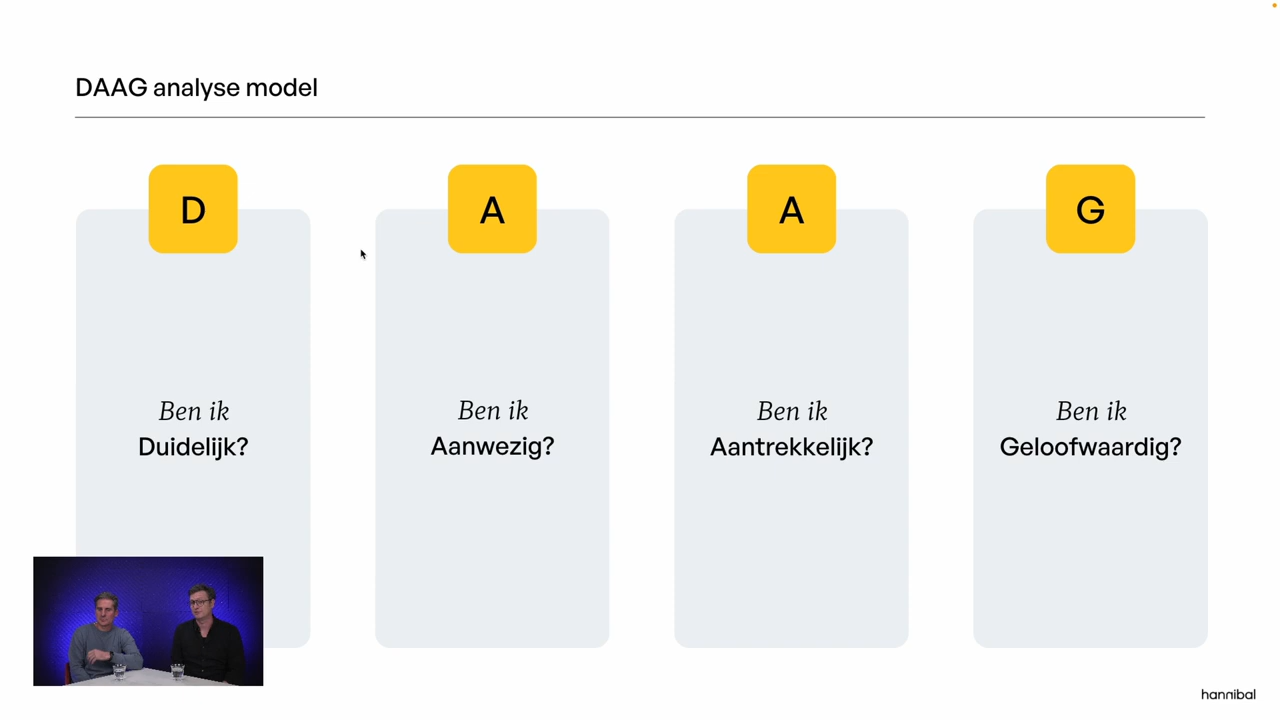 DAAG analyse model
D
Ben ik
Duidelijk?
A
Ben ik
Aanwezig?
A
Ben ik
Aantrekkelijk?
G
Ben ik
Geloofwaardig?
hannibal